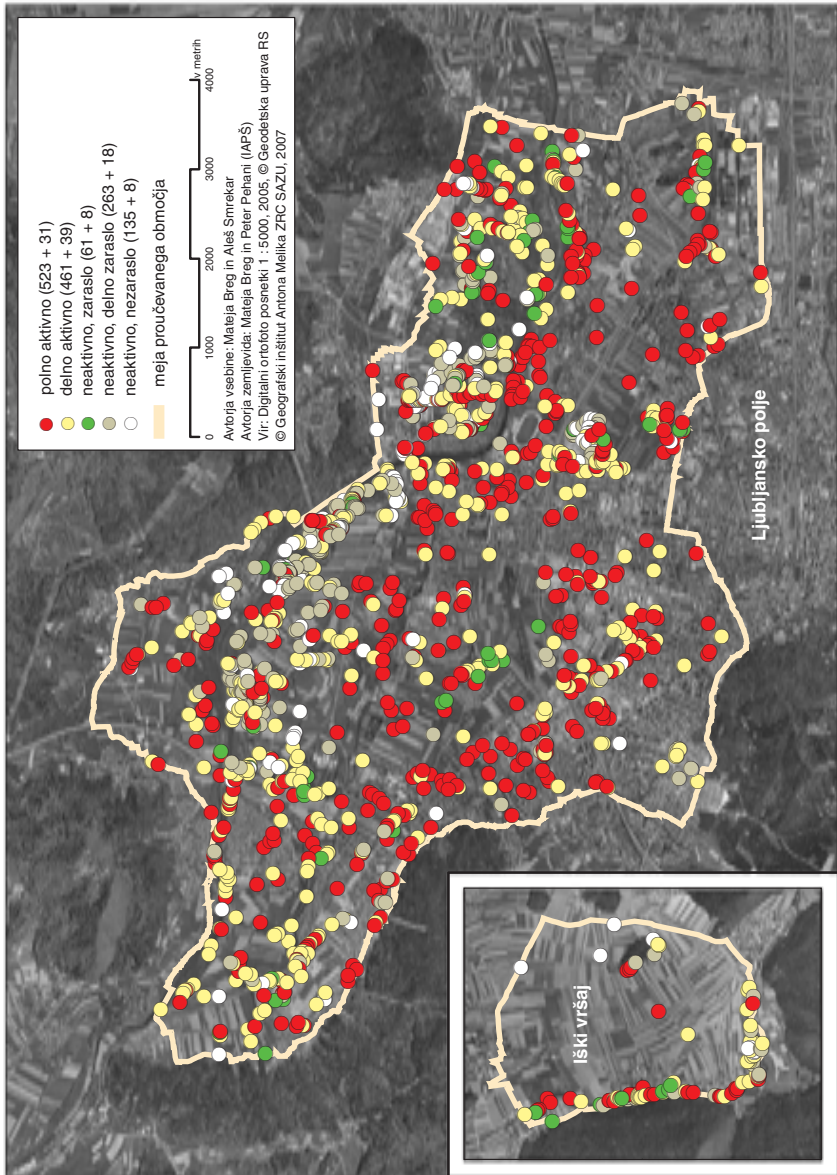 polno aktivno (523 + 31)
delno aktivno (461 + 39)
neaktivno, zaraslo (61 + 8)
neaktivno, delno zaraslo (263 + 18)
neaktivno, nezaraslo (135 + 8)
meja proučevanega območja
0 1000 2000 3000 4000
v metrih
Avtorja vsebine: Mateja Breg in Aleš Smrekar
Avtorja zemljevida: Mateja Breg in Peter Pehani (IAPŠ)
Vir: Digitalni ortofoto posnetki 1 : 5000, 2005, © Geodetska uprava RS
© Geografski inštitut Antona Melika ZRC SAZU, 2007
Ljubljansko polje
Iški vršaj